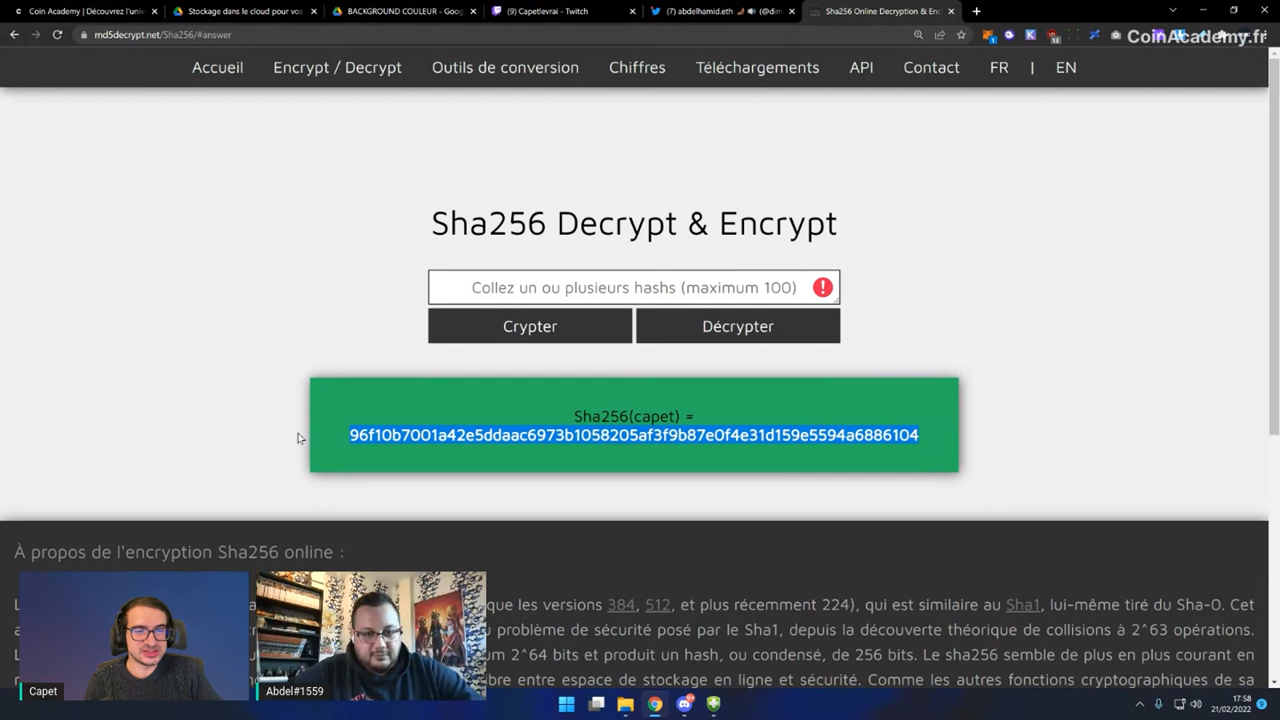 Coin Academy | Découvrez l'univ
Stockage dans le cloud pour vos
BACKGROUND COULEUR - Goog
(9) Capetlevrai - Twitch
(7) abdelhamid.eth
Sha256 Online Decryption & Enc
md5decrypt.net/Sha256/#answer
CoinAcademy.fr
Accueil
Encrypt / Decrypt
Outils de conversion
Chiffres
Téléchargements
API
Contact
FR
|
EN
Sha256 Decrypt & Encrypt
Collez un ou plusieurs hashs (maximum 100)
Crypter
Décrypter
Sha256(capet) =
96f10b7001a42e5ddaac6973b1058205af3f9b87e0f4e31d159e5594a6886104
À propos de l'encryption Sha256 online :
que les versions 384, 512, et plus récemment 224), qui est similaire au Sha1, lui-même tiré du Sha-0. Cet
problème de sécurité posé par le Sha1, depuis la découverte théorique de collisions à 2^63 opérations.
2^64 bits et produit un hash, ou condensé, de 256 bits. Le sha256 semble de plus en plus courant en
entre espace de stockage en ligne et sécurité. Comme les autres fonctions cryptographiques de sa
Capet
Abdel#1559
17:58
21/02/2022